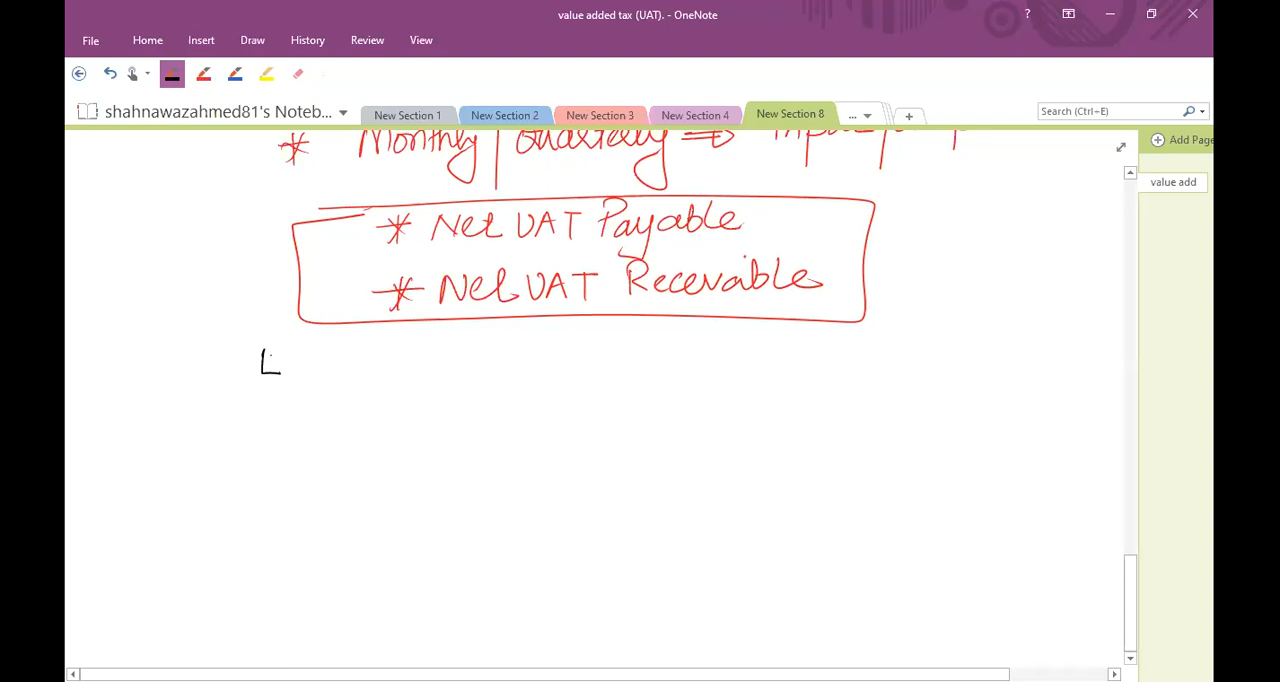 value added tax (UAT). - OneNote
?
File Home Insert Draw History Review View
shahnawazahmed81's Noteb... New Section 1 New Section 2 New Section 3 New Section 4 New Section 8 ... + Search (Ctrl+E)
Add Page
value add
* Monthly | Quarterly ⇒
* Net VAT Payable
* Net VAT Recevaible
L